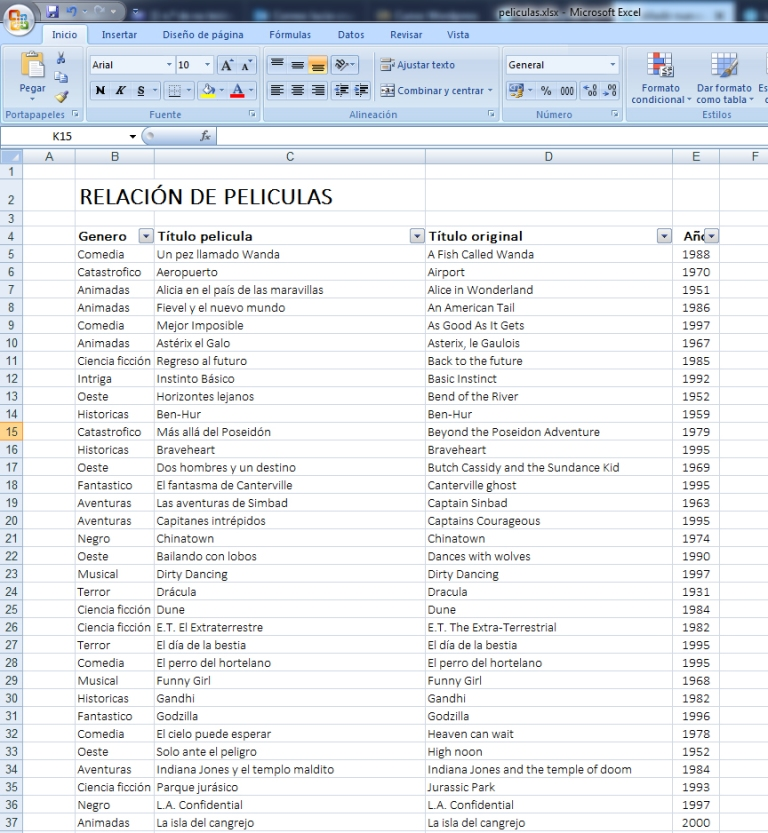 peliculas.xlsx - Microsoft Excel
Inicio Insertar Diseño de página Fórmulas Datos Revisar Vista
Arial 10 A A Ajustar texto General
Pegar N K S A Combinar y centrar % 000 Formato condicional Dar formato como tabla
Portapapeles Fuente Alineación Número Estilos
K15 fx
A B C D E F
1
2 RELACIÓN DE PELICULAS
3
4 Genero Título pelicula Título original Año
5 Comedia Un pez llamado Wanda A Fish Called Wanda 1988
6 Catastrofico Aeropuerto Airport 1970
7 Animadas Alicia en el país de las maravillas Alice in Wonderland 1951
8 Animadas Fievel y el nuevo mundo An American Tail 1986
9 Comedia Mejor Imposible As Good As It Gets 1997
10 Animadas Astérix el Galo Asterix, le Gaulois 1967
11 Ciencia ficción Regreso al futuro Back to the future 1985
12 Intriga Instinto Básico Basic Instinct 1992
13 Oeste Horizontes lejanos Bend of the River 1952
14 Historicas Ben-Hur Ben-Hur 1959
15 Catastrofico Más allá del Poseidón Beyond the Poseidon Adventure 1979
16 Historicas Braveheart Braveheart 1995
17 Oeste Dos hombres y un destino Butch Cassidy and the Sundance Kid 1969
18 Fantastico El fantasma de Canterville Canterville ghost 1995
19 Aventuras Las aventuras de Simbad Captain Sinbad 1963
20 Aventuras Capitanes intrépidos Captains Courageous 1995
21 Negro Chinatown Chinatown 1974
22 Oeste Bailando con lobos Dances with wolves 1990
23 Musical Dirty Dancing Dirty Dancing 1997
24 Terror Drácula Dracula 1931
25 Ciencia ficción Dune Dune 1984
26 Ciencia ficción E.T. El Extraterrestre E.T. The Extra-Terrestrial 1982
27 Terror El día de la bestia El día de la bestia 1995
28 Comedia El perro del hortelano El perro del hortelano 1995
29 Musical Funny Girl Funny Girl 1968
30 Historicas Gandhi Gandhi 1982
31 Fantastico Godzilla Godzilla 1996
32 Comedia El cielo puede esperar Heaven can wait 1978
33 Oeste Solo ante el peligro High noon 1952
34 Aventuras Indiana Jones y el templo maldito Indiana Jones and the temple of doom 1984
35 Ciencia ficción Parque jurásico Jurassic Park 1993
36 Negro L.A. Confidential L.A. Confidential 1997
37 Animadas La isla del cangrejo La isla del cangrejo 2000